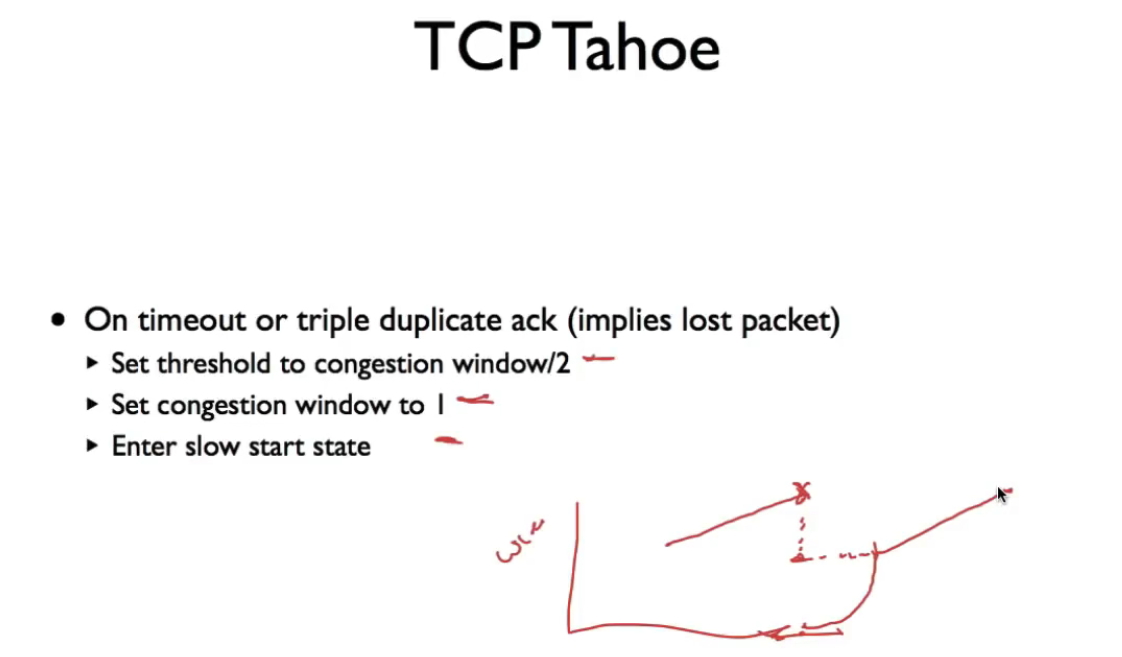 TCP Tahoe
• On timeout or triple duplicate ack (implies lost packet)
▸ Set threshold to congestion window/2
▸ Set congestion window to 1
▸ Enter slow start state